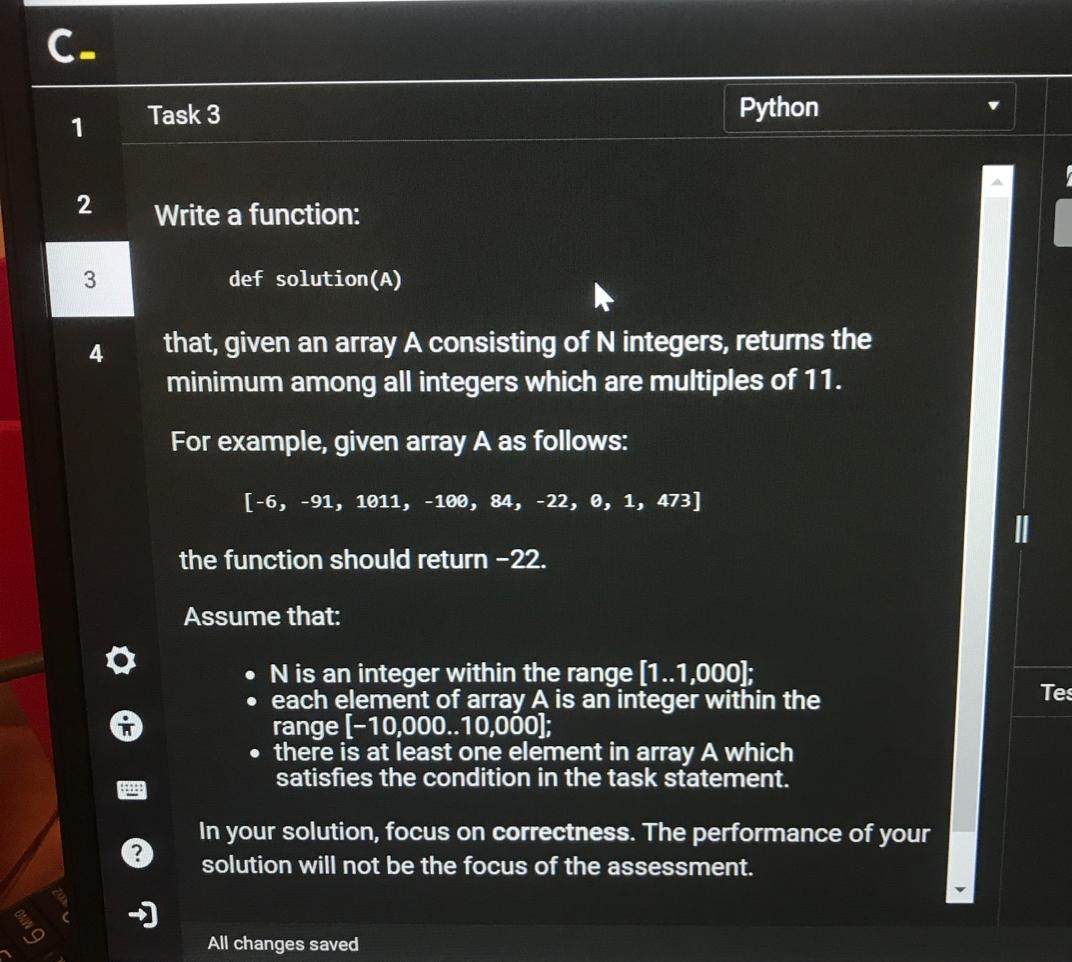 C_
1
Task 3
Python
2
Write a function:
3
def solution(A)
4
that, given an array A consisting of N integers, returns the
minimum among all integers which are multiples of 11.
For example, given array A as follows:
[-6, -91, 1011, -100, 84, -22, 0, 1, 473]
the function should return −22.
Assume that:
• N is an integer within the range [1..1,000];
• each element of array A is an integer within the
range [−10,000..10,000];
• there is at least one element in array A which
satisfies the condition in the task statement.
In your solution, focus on correctness. The performance of your
solution will not be the focus of the assessment.
?
All changes saved
Tes